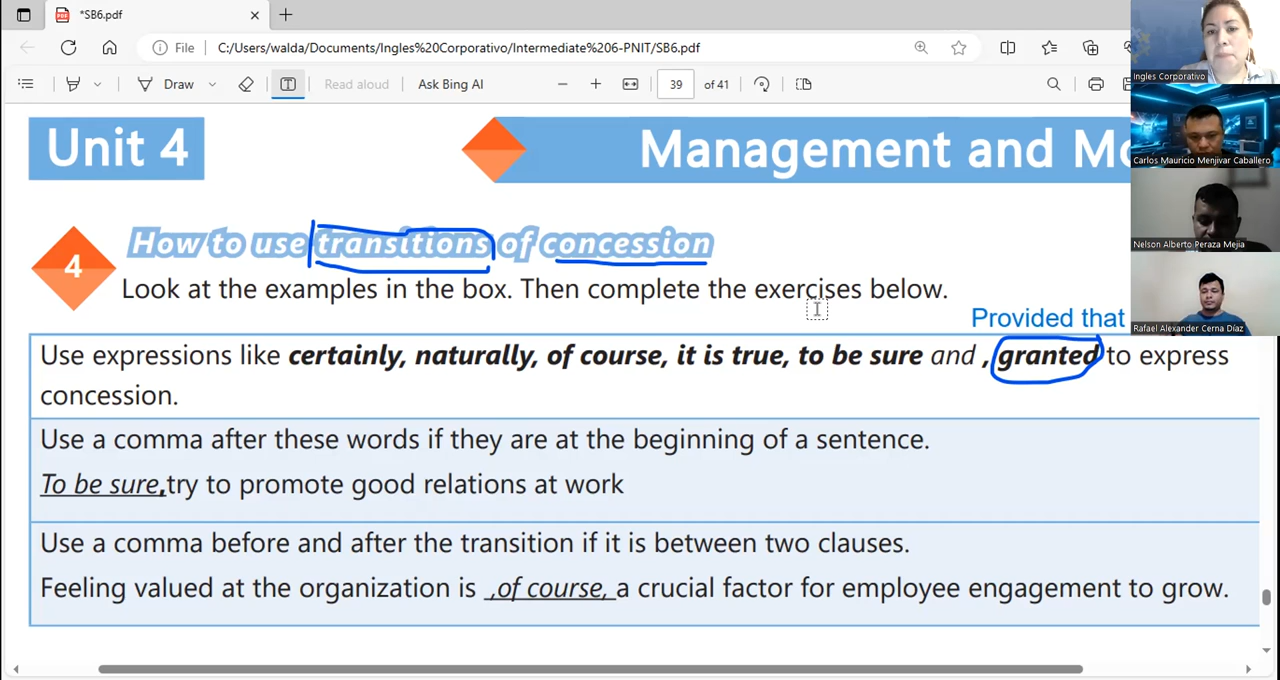 *SB6.pdf
File C:/Users/walda/Documents/Ingles%20Corporativo/Intermediate%206-PNIT/SB6.pdf
Draw Read aloud Ask Bing AI 39 of 41
Ingles Corporativo
Carlos Mauricio Menjivar Caballero
Nelson Alberto Peraza Mejia
Rafael Alexander Cerna Díaz
Unit 4 Management and Mo
4 How to use transitions of concession
Look at the examples in the box. Then complete the exercises below.
Provided that
Use expressions like certainly, naturally, of course, it is true, to be sure and , granted to express
concession.
Use a comma after these words if they are at the beginning of a sentence.
To be sure,try to promote good relations at work
Use a comma before and after the transition if it is between two clauses.
Feeling valued at the organization is ,of course, a crucial factor for employee engagement to grow.